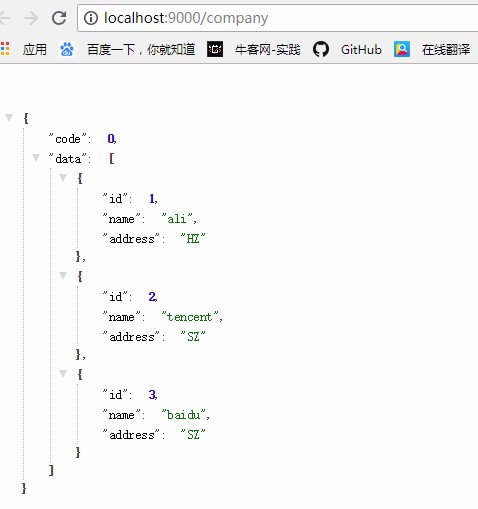 localhost:9000/company
应用 百度一下，你就知道 牛客网-实践 GitHub 在线翻译
{
"code": 0,
"data": [
{
"id": 1,
"name": "ali",
"address": "HZ"
},
{
"id": 2,
"name": "tencent",
"address": "SZ"
},
{
"id": 3,
"name": "baidu",
"address": "SZ"
}
]
}